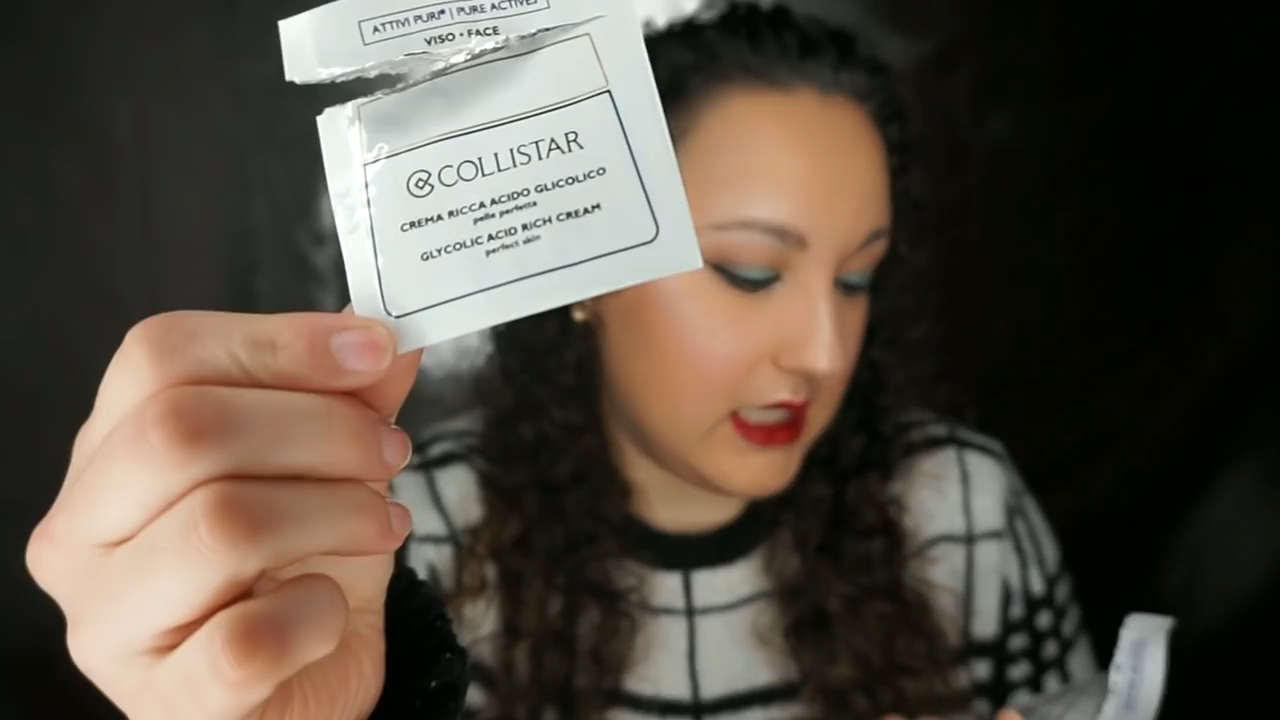 ATTIVI PURI® | PURE ACTIVES
VISO • FACE
COLLISTAR
CREMA RICCA ACIDO GLICOLICO
pelle perfetta
GLYCOLIC ACID RICH CREAM
perfect skin